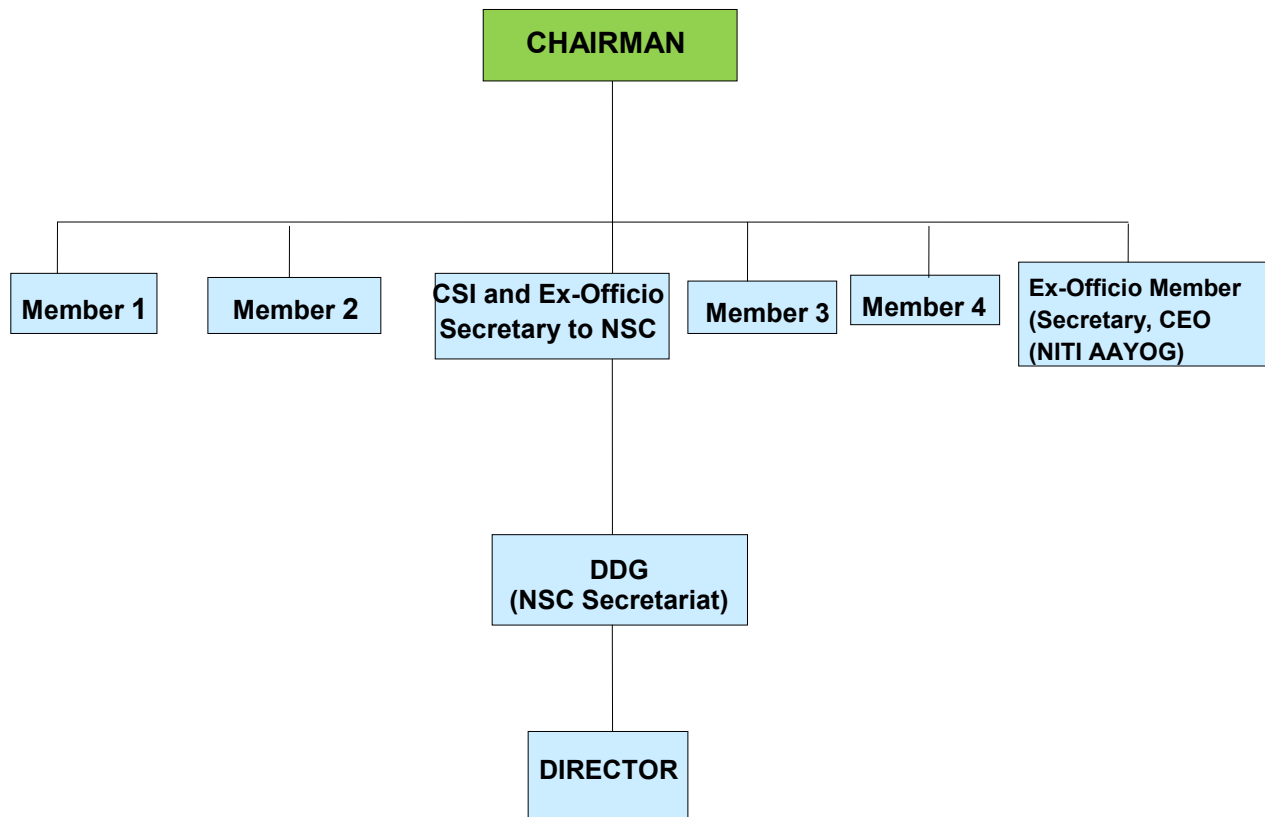 CHAIRMAN
Member 1
Member 2
CSI and Ex-Officio
Secretary to NSC
Member 3
Member 4
Ex-Officio Member
(Secretary, CEO
(NITI AAYOG)
DDG
(NSC Secretariat)
DIRECTOR